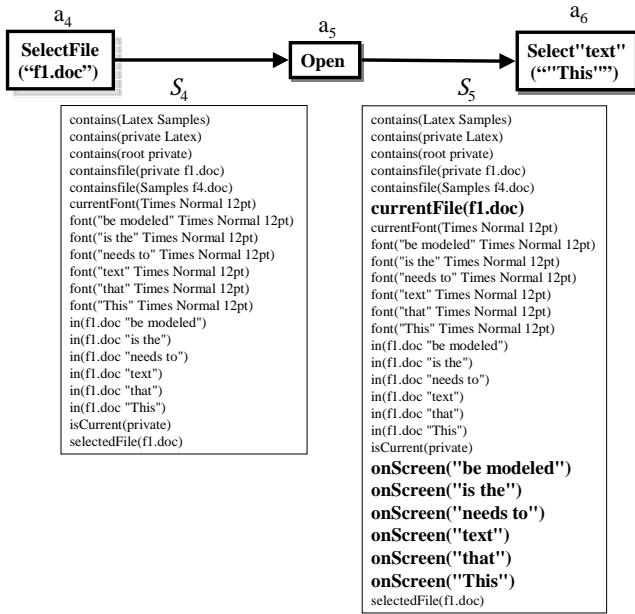 a4
a5
a6
SelectFile
(“f1.doc”)
Open
Select"text"
(“"This"”)
S4
S5
contains(Latex Samples)
contains(private Latex)
contains(root private)
containsfile(private f1.doc)
containsfile(Samples f4.doc)
currentFont(Times Normal 12pt)
font("be modeled" Times Normal 12pt)
font("is the" Times Normal 12pt)
font("needs to" Times Normal 12pt)
font("text" Times Normal 12pt)
font("that" Times Normal 12pt)
font("This" Times Normal 12pt)
in(f1.doc "be modeled")
in(f1.doc "is the")
in(f1.doc "needs to")
in(f1.doc "text")
in(f1.doc "that")
in(f1.doc "This")
isCurrent(private)
selectedFile(f1.doc)
contains(Latex Samples)
contains(private Latex)
contains(root private)
containsfile(private f1.doc)
containsfile(Samples f4.doc)
currentFile(f1.doc)
currentFont(Times Normal 12pt)
font("be modeled" Times Normal 12pt)
font("is the" Times Normal 12pt)
font("needs to" Times Normal 12pt)
font("text" Times Normal 12pt)
font("that" Times Normal 12pt)
font("This" Times Normal 12pt)
in(f1.doc "be modeled")
in(f1.doc "is the")
in(f1.doc "needs to")
in(f1.doc "text")
in(f1.doc "that")
in(f1.doc "This")
isCurrent(private)
onScreen("be modeled")
onScreen("is the")
onScreen("needs to")
onScreen("text")
onScreen("that")
onScreen("This")
selectedFile(f1.doc)